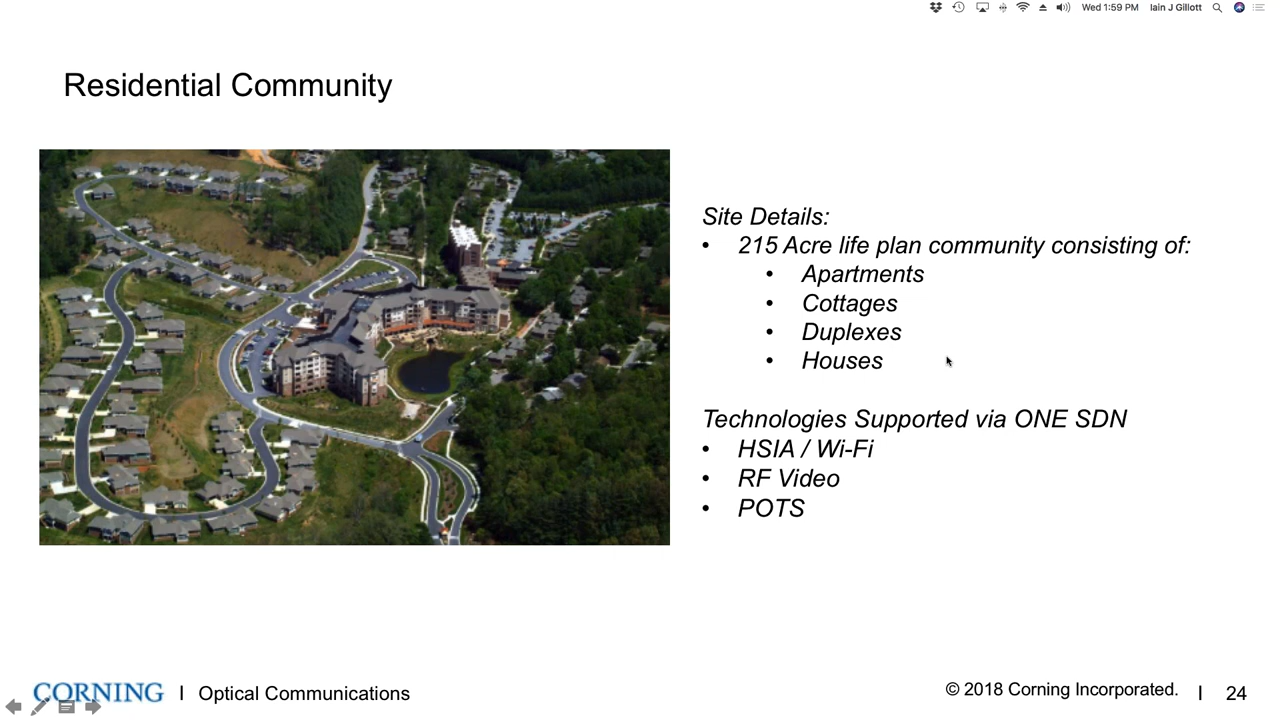 Wed 1:59 PM Iain J Gillott
Residential Community
Site Details:
• 215 Acre life plan community consisting of:
• Apartments
• Cottages
• Duplexes
• Houses
Technologies Supported via ONE SDN
• HSIA / Wi-Fi
• RF Video
• POTS
CORNING | Optical Communications
© 2018 Corning Incorporated. | 24